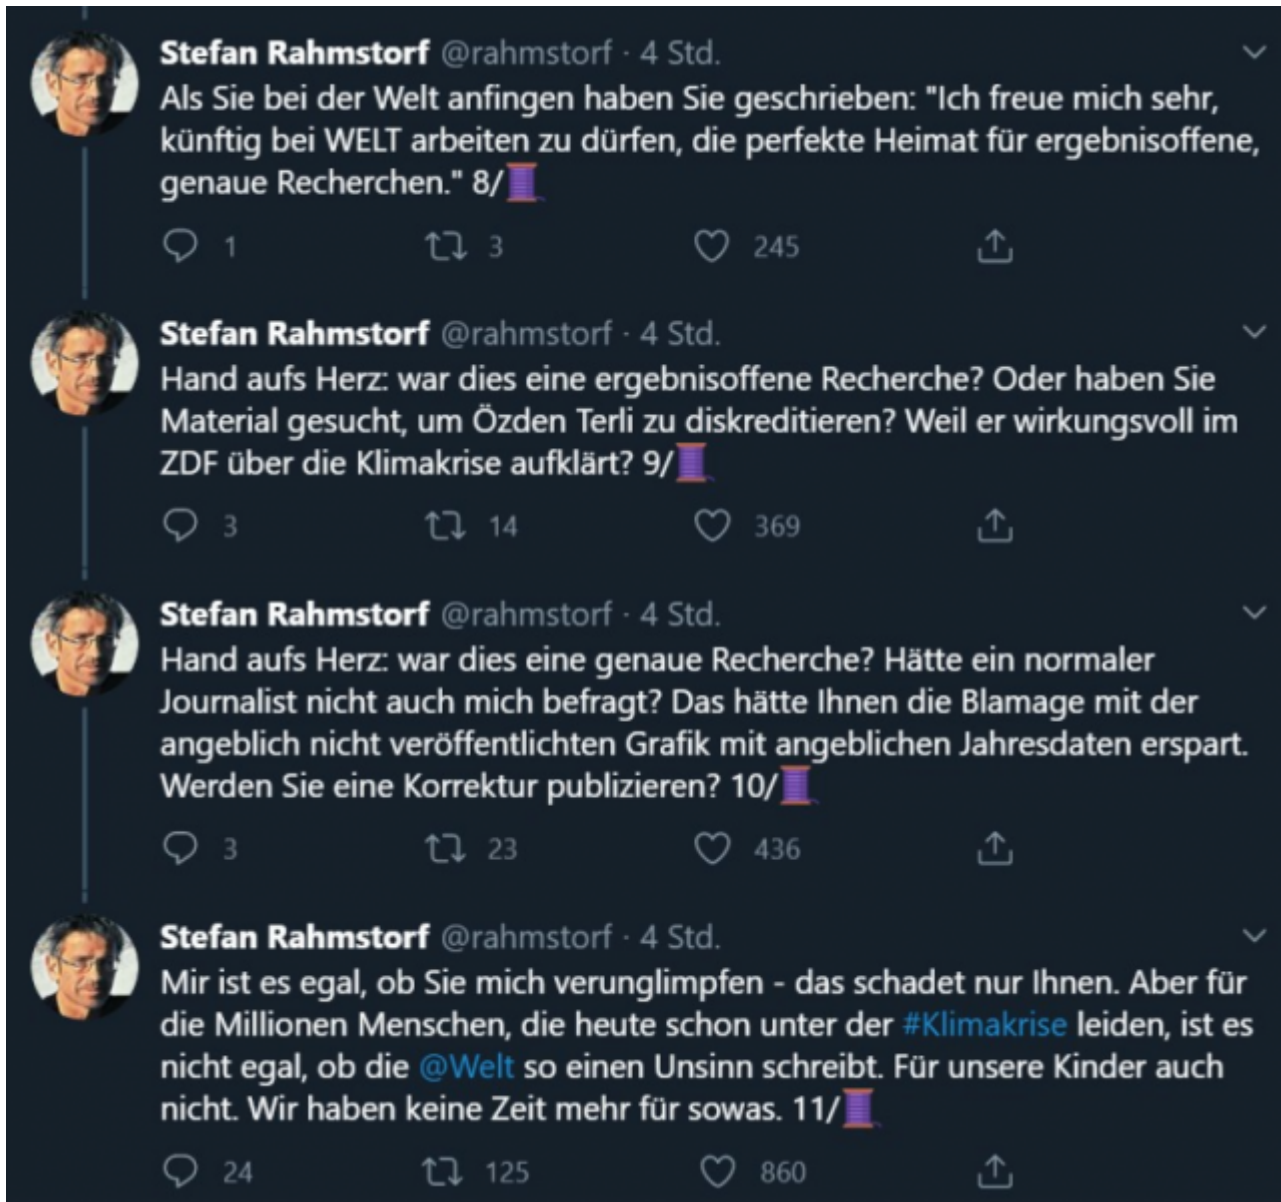 Stefan Rahmstorf @rahmstorf · 4 Std.
Als Sie bei der Welt anfingen haben Sie geschrieben: "Ich freue mich sehr,
künftig bei WELT arbeiten zu dürfen, die perfekte Heimat für ergebnisoffene,
genaue Recherchen." 8/🧵
1 3 245
Stefan Rahmstorf @rahmstorf · 4 Std.
Hand aufs Herz: war dies eine ergebnisoffene Recherche? Oder haben Sie
Material gesucht, um Özden Terli zu diskreditieren? Weil er wirkungsvoll im
ZDF über die Klimakrise aufklärt? 9/🧵
3 14 369
Stefan Rahmstorf @rahmstorf · 4 Std.
Hand aufs Herz: war dies eine genaue Recherche? Hätte ein normaler
Journalist nicht auch mich befragt? Das hätte Ihnen die Blamage mit der
angeblich nicht veröffentlichten Grafik mit angeblichen Jahresdaten erspart.
Werden Sie eine Korrektur publizieren? 10/🧵
3 23 436
Stefan Rahmstorf @rahmstorf · 4 Std.
Mir ist es egal, ob Sie mich verunglimpfen - das schadet nur Ihnen. Aber für
die Millionen Menschen, die heute schon unter der #Klimakrise leiden, ist es
nicht egal, ob die @Welt so einen Unsinn schreibt. Für unsere Kinder auch
nicht. Wir haben keine Zeit mehr für sowas. 11/🧵
24 125 860